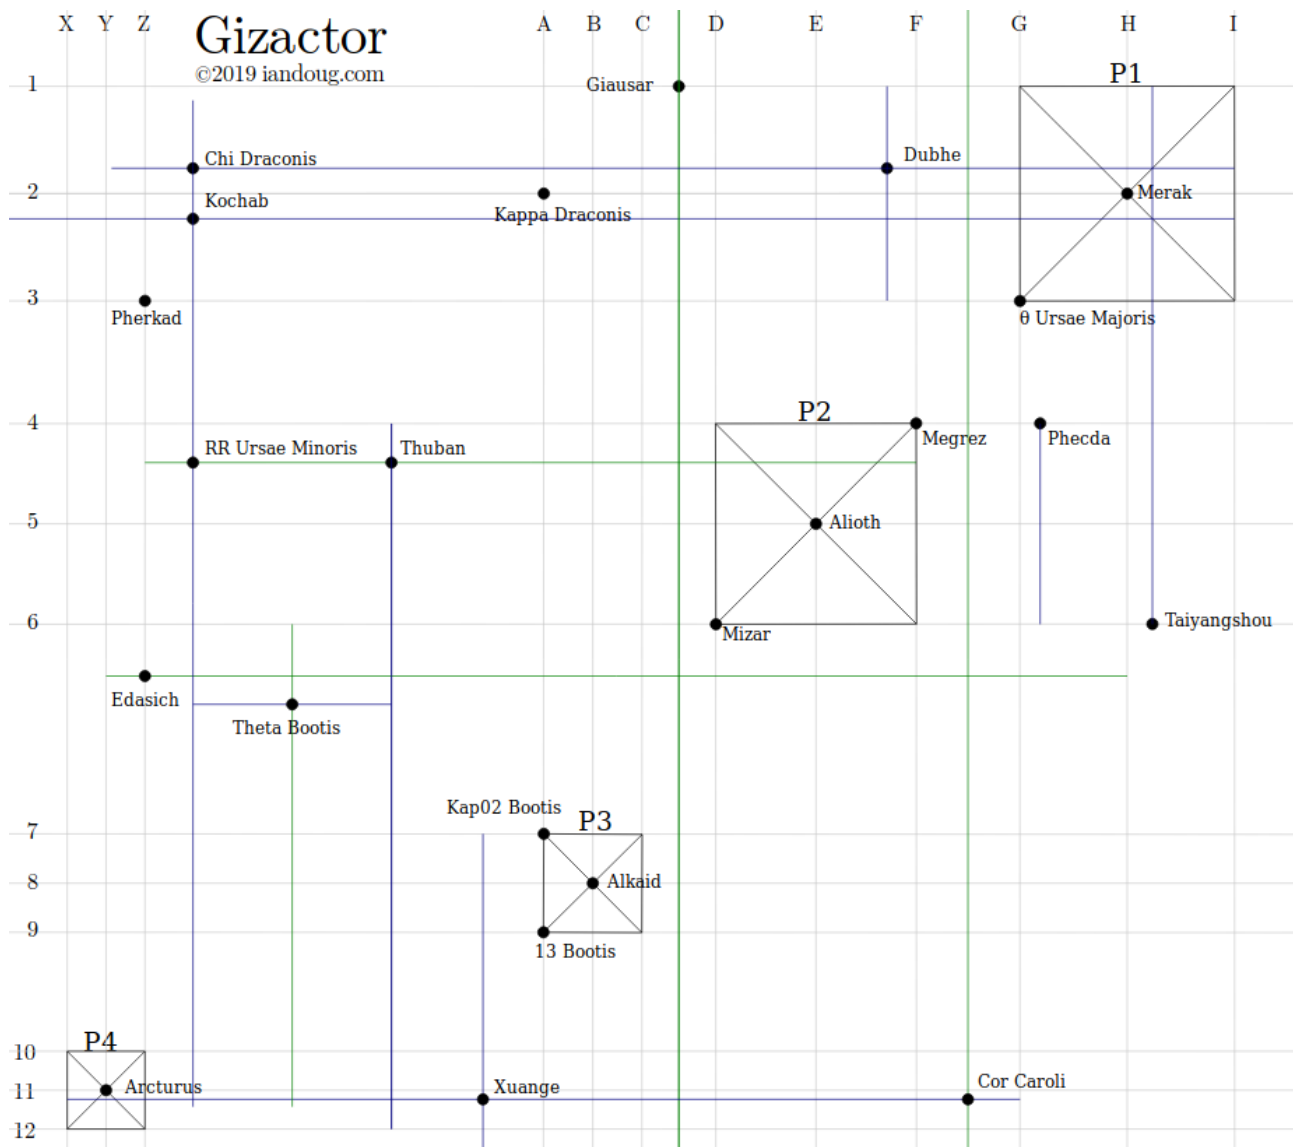 X Y Z A B C D E F G H I
Gizactor
©2019 iandoug.com
P1
1
Giausar
Chi Draconis
Dubhe
2
Kochab
Merak
Kappa Draconis
3
Pherkad
θ Ursae Majoris
P2
4
RR Ursae Minoris
Thuban
Megrez
Phecda
5
Alioth
6
Taiyangshou
Mizar
Edasich
Theta Bootis
Kap02 Bootis
P3
7
8
Alkaid
9
13 Bootis
P4
10
11
Arcturus
Xuange
Cor Caroli
12